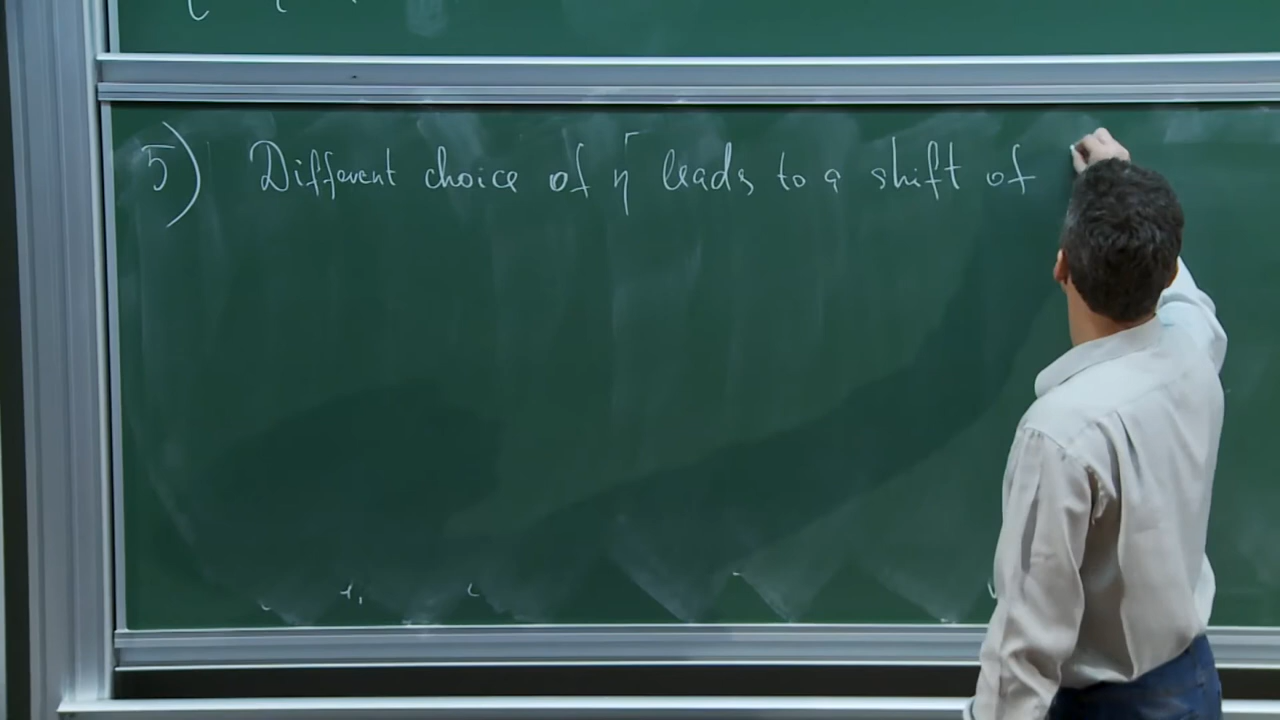 5) Different choice of η leads to a shift of